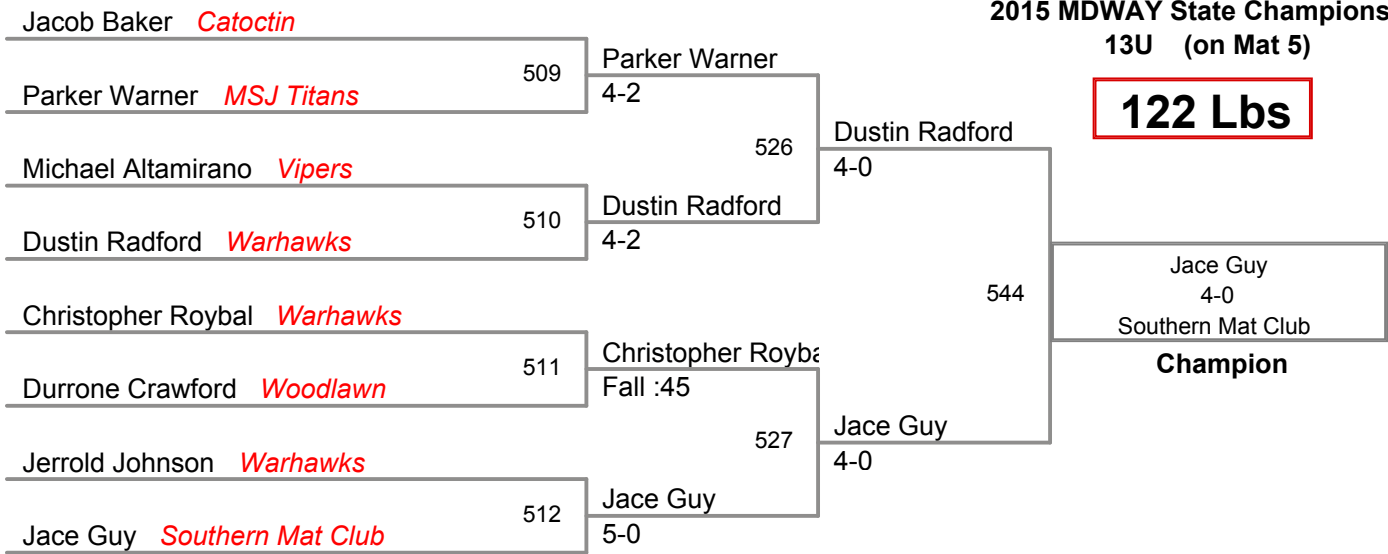 2015 MDWAY State Champions
13U (on Mat 5)
122 Lbs
Jacob Baker Catoctin
509
Parker Warner MSJ Titans
Parker Warner
4-2
526
Michael Altamirano Vipers
510
Dustin Radford Warhawks
Dustin Radford
4-2
Dustin Radford
4-0
544
Christopher Roybal Warhawks
511
Durrone Crawford Woodlawn
Christopher Royba
Fall :45
527
Jerrold Johnson Warhawks
512
Jace Guy Southern Mat Club
Jace Guy
5-0
Jace Guy
4-0
Jace Guy
4-0
Southern Mat Club
Champion